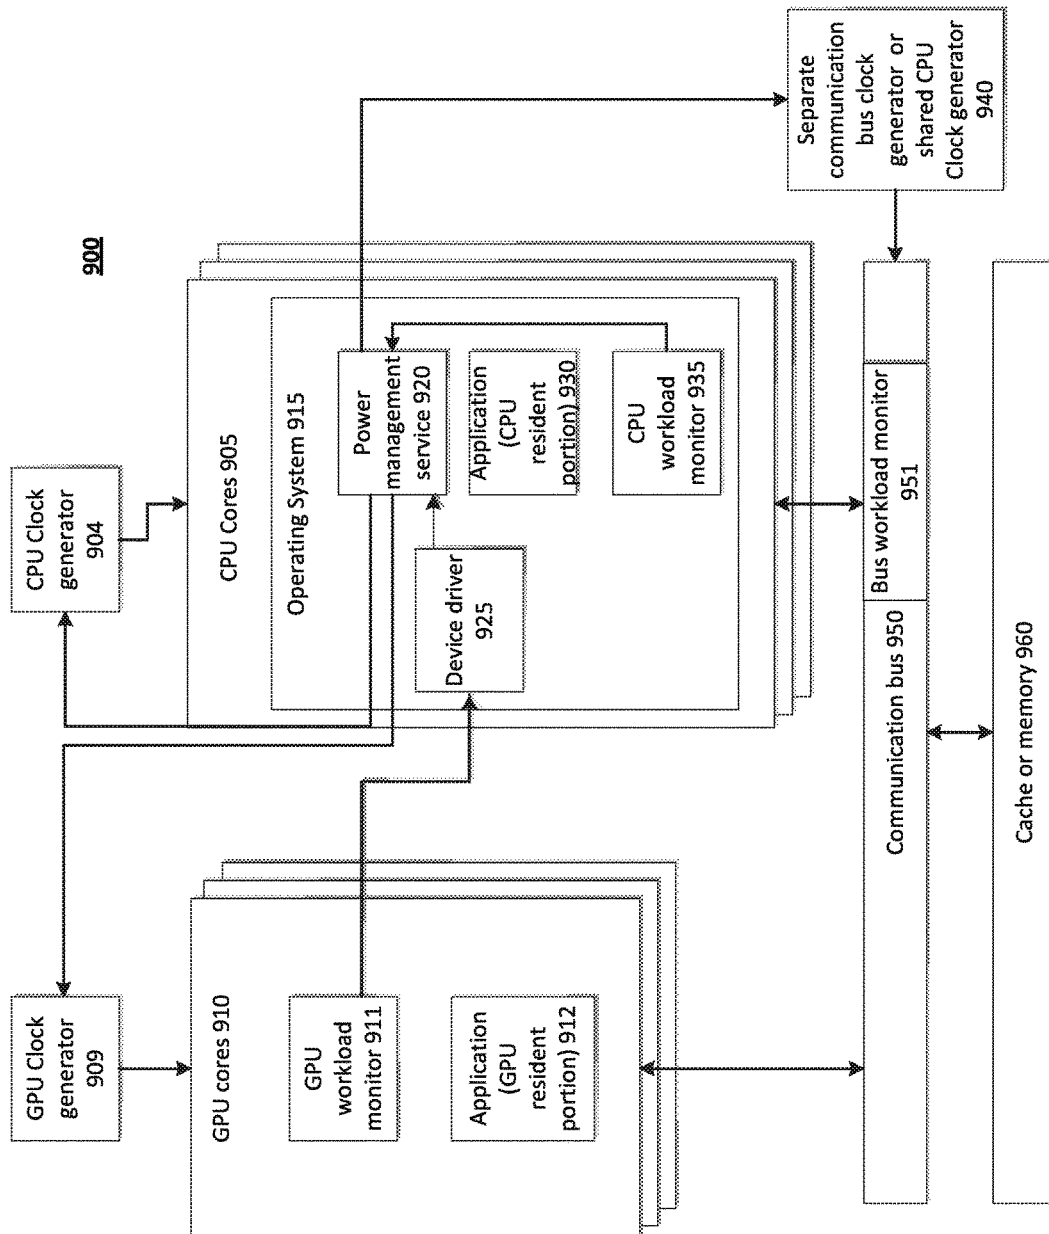 900
GPU Clock
generator
909
CPU Clock
generator
904
GPU cores 910
GPU
workload
monitor 911
Application
(GPU
resident
portion) 912
CPU Cores 905
Operating System 915
Device driver
925
Power
management
service 920
Application
(CPU
resident
portion) 930
CPU
workload
monitor 935
Separate
communication
bus clock
generator or
shared CPU
Clock generator
940
Communication bus 950
Bus workload monitor
951
Cache or memory 960